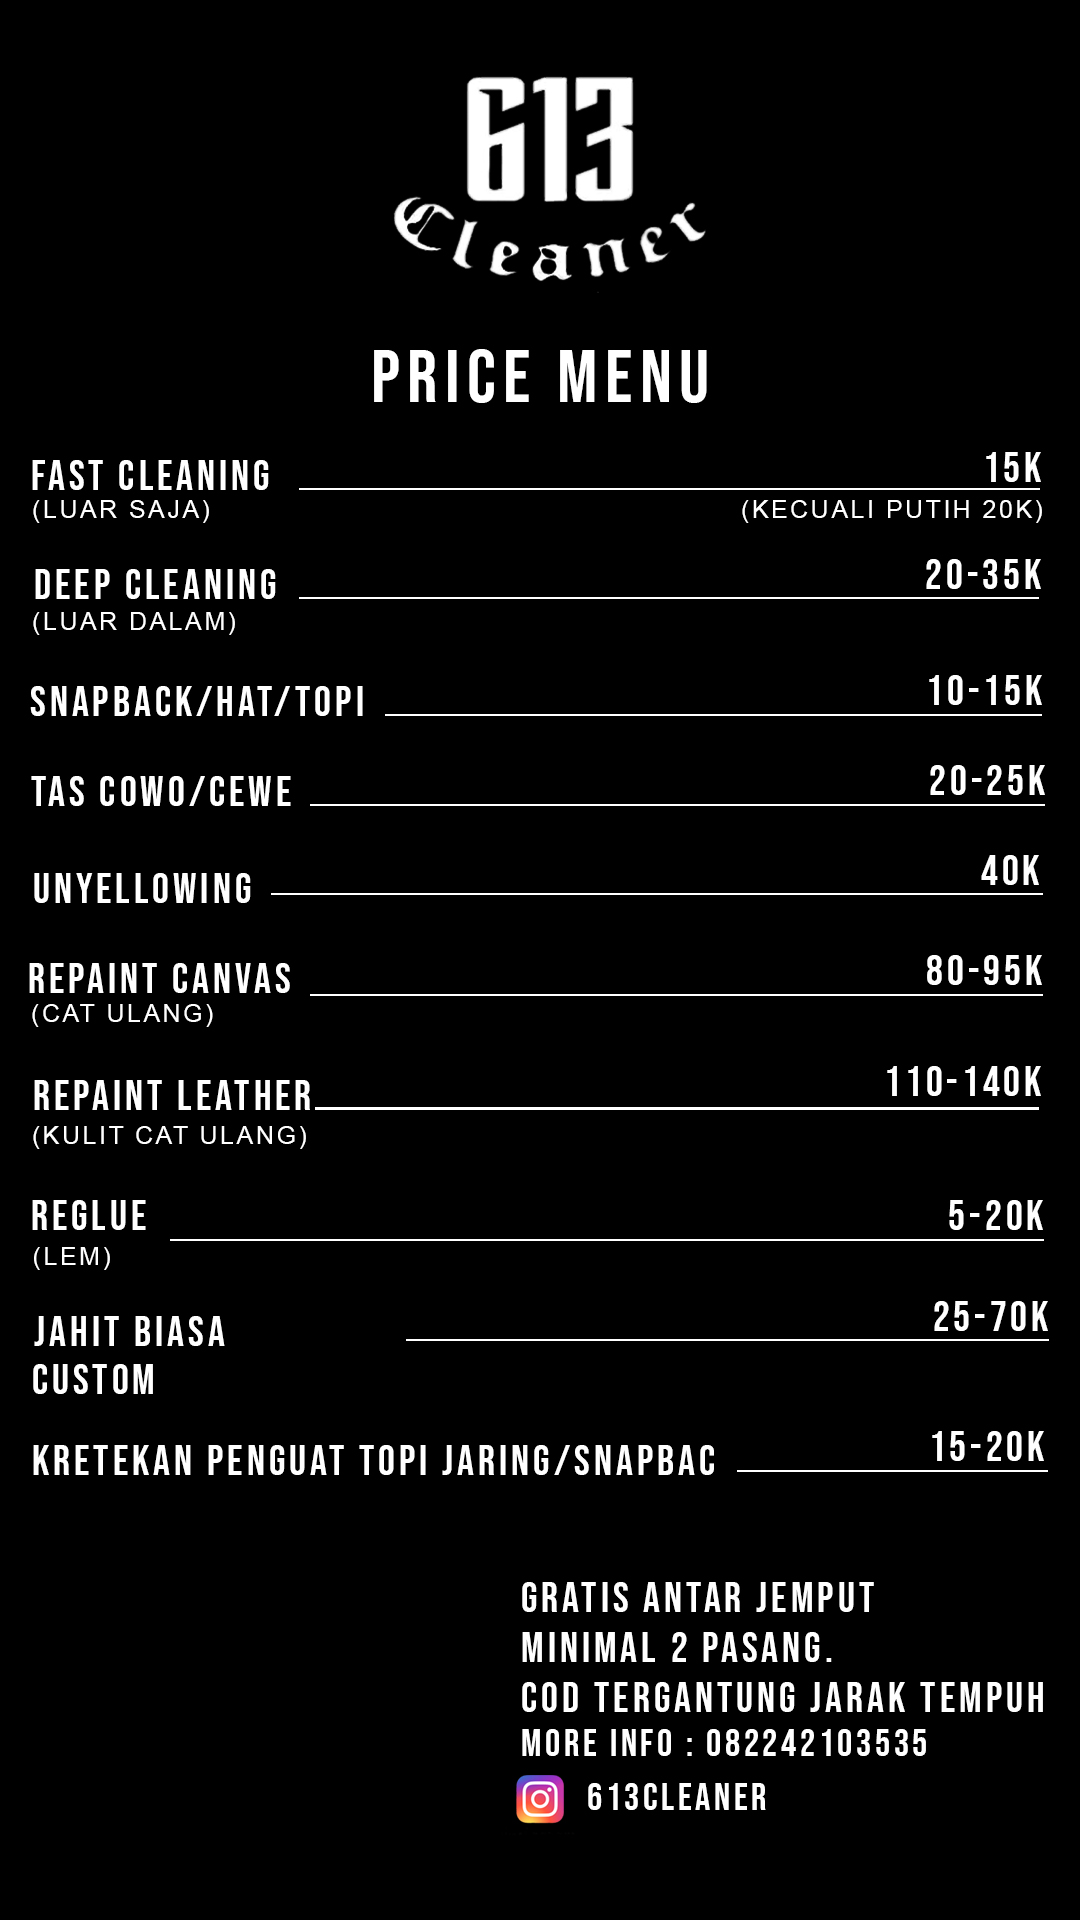 613
Cleaner
PRICE MENU
FAST CLEANING 15K
(LUAR SAJA) (KECUALI PUTIH 20K)
DEEP CLEANING 20-35K
(LUAR DALAM)
SNAPBACK/HAT/TOPI 10-15K
TAS COWO/CEWE 20-25K
UNYELLOWING 40K
REPAINT CANVAS 80-95K
(CAT ULANG)
REPAINT LEATHER 110-140K
(KULIT CAT ULANG)
REGLUE 5-20K
(LEM)
JAHIT BIASA 25-70K
CUSTOM
KRETEKAN PENGUAT TOPI JARING/SNAPBAC 15-20K
GRATIS ANTAR JEMPUT
MINIMAL 2 PASANG.
COD TERGANTUNG JARAK TEMPUH
MORE INFO : 082242103535
613CLEANER